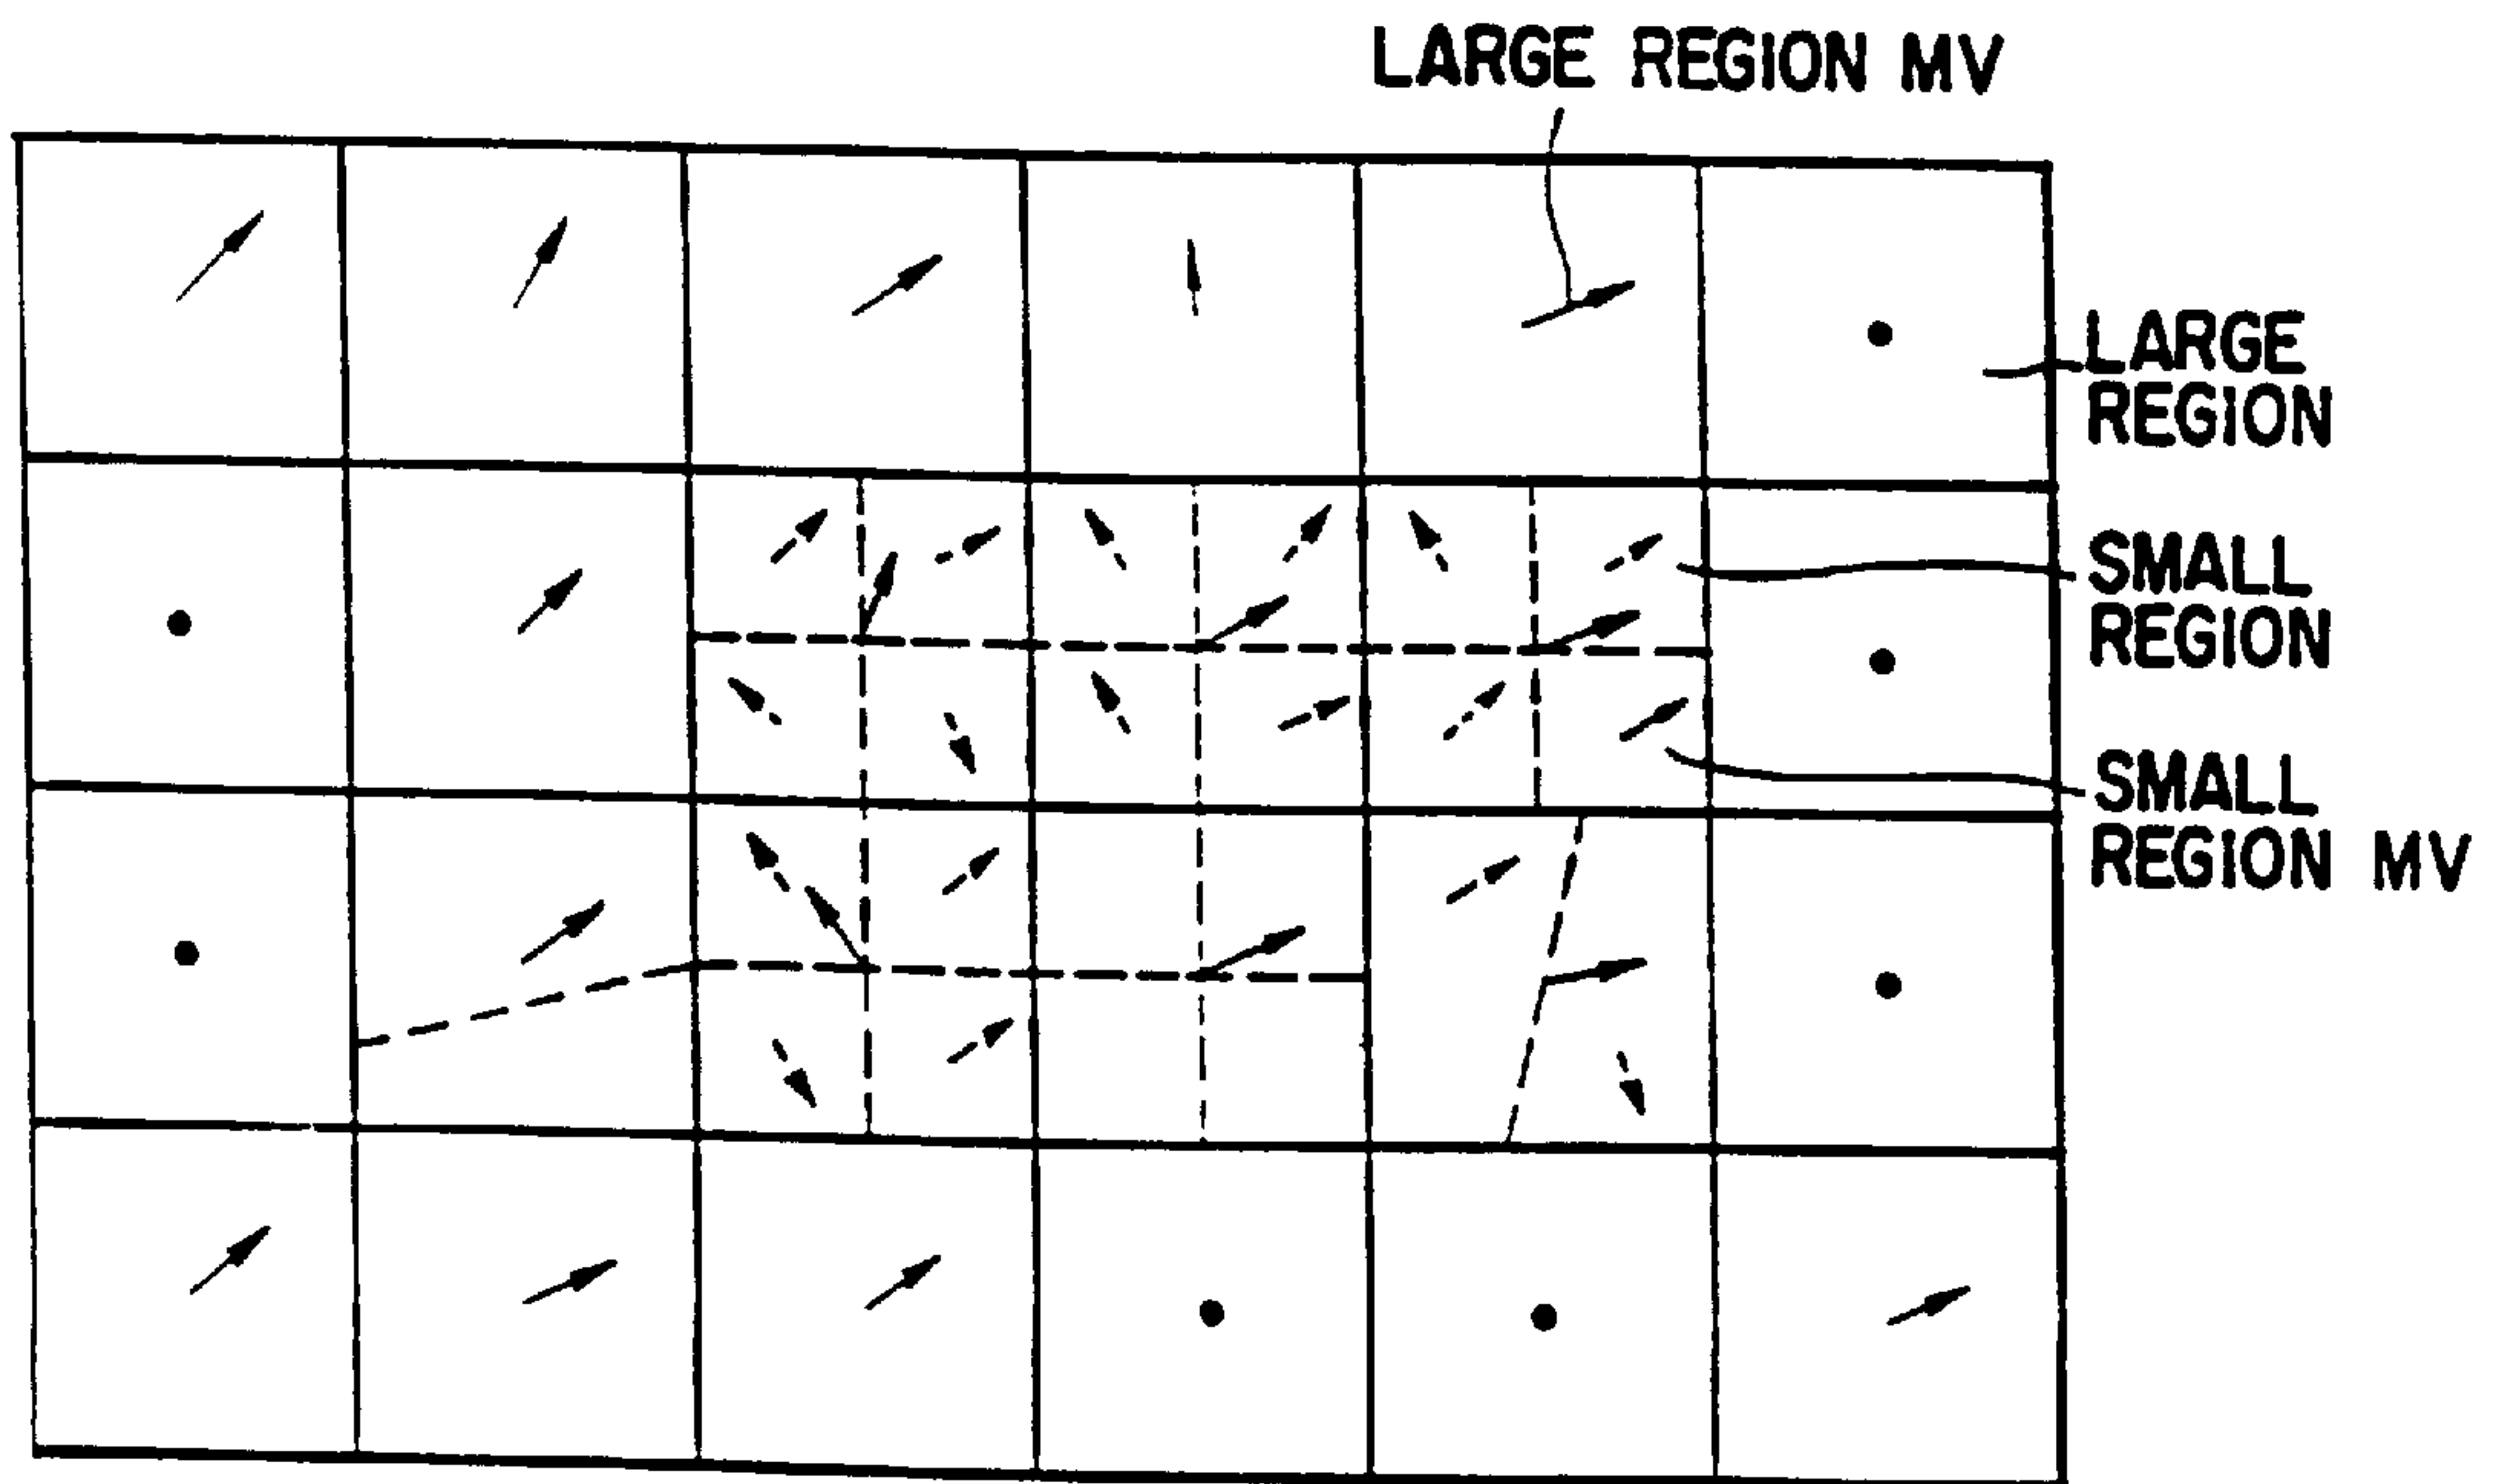 LARGE REGION MV
LARGE
REGION
SMALL
REGION
SMALL
REGION MV